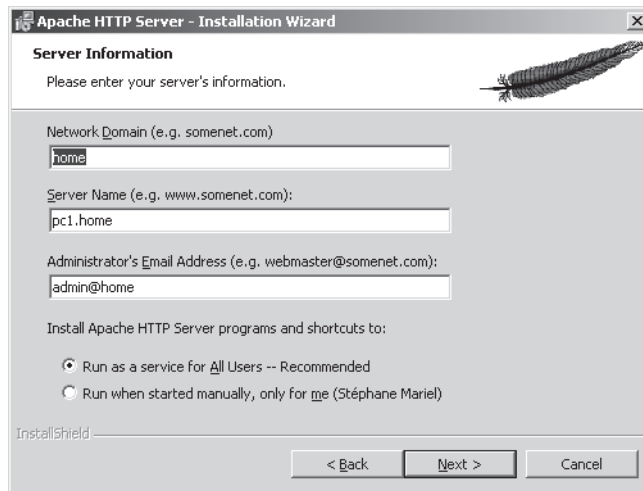 Apache HTTP Server - Installation Wizard
Server Information
Please enter your server's information.
Network Domain (e.g. somenet.com)
home
Server Name (e.g. www.somenet.com):
pc1.home
Administrator's Email Address (e.g. webmaster@somenet.com):
admin@home
Install Apache HTTP Server programs and shortcuts to:
Run as a service for All Users -- Recommended
Run when started manually, only for me (Stéphane Mariel)
InstallShield
< Back Next > Cancel